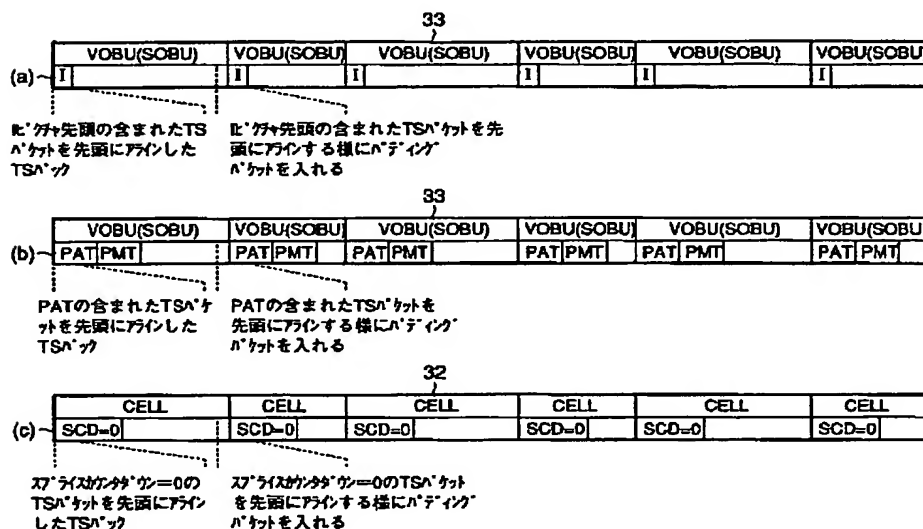 33
VOBU(SOBU) VOBU(SOBU) VOBU(SOBU) VOBU(SOBU) VOBU(SOBU) VOBU(SOBU)
(a) I I I I I I
Iﾋﾟｸﾁｬ先頭の含まれたTS
ﾊﾟｹｯﾄを先頭にｱﾗｲﾝした
TSﾊﾟｯｸ
Iﾋﾟｸﾁｬ先頭の含まれたTSﾊﾟｹｯﾄを先
頭にｱﾗｲﾝする様にﾊﾟﾃﾞｨﾝｸﾞ
ﾊﾟｹｯﾄを入れる
33
VOBU(SOBU) VOBU(SOBU) VOBU(SOBU) VOBU(SOBU) VOBU(SOBU) VOBU(SOBU
(b) PAT PMT PAT PMT PAT PMT PAT PMT PAT PMT PAT PMT
PATの含まれたTSﾊﾟｹ
ｯﾄを先頭にｱﾗｲﾝした
TSﾊﾟｯｸ
PATの含まれたTSﾊﾟｹｯﾄを
先頭にｱﾗｲﾝする様にﾊﾟﾃﾞｨﾝｸﾞ
ﾊﾟｹｯﾄを入れる
32
CELL CELL CELL CELL CELL CELL
(c) SCD=0 SCD=0 SCD=0 SCD=0 SCD=0 SCD=0
ｽﾌﾟﾗｲｽｶｳﾝﾀﾀﾞｳﾝ=0の
TSﾊﾟｹｯﾄを先頭にｱﾗｲﾝ
したTSﾊﾟｯｸ
ｽﾌﾟﾗｲｽｶｳﾝﾀﾀﾞｳﾝ=0のTSﾊﾟｹｯﾄ
を先頭にｱﾗｲﾝする様にﾊﾟﾃﾞｨﾝｸﾞ
ﾊﾟｹｯﾄを入れる